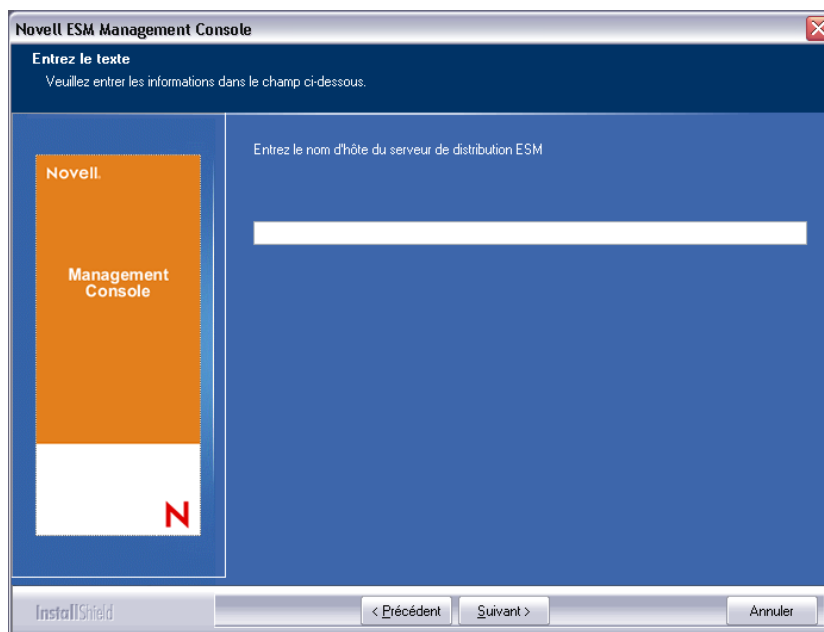 Novell ESM Management Console
Entrez le texte
Veuillez entrer les informations dans le champ ci-dessous.
Entrez le nom d'hôte du serveur de distribution ESM
Novell.
Management
Console
N
InstallShield
< Précédent
Suivant >
Annuler